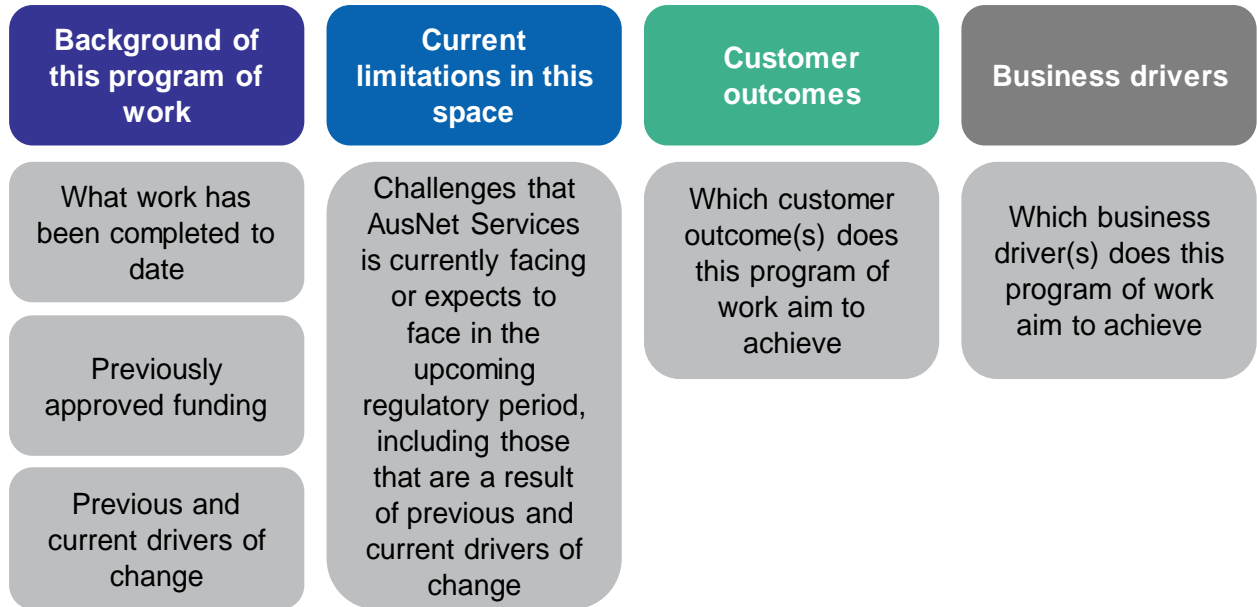 Background of
this program of
work
What work has
been completed to
date
Previously
approved funding
Previous and
current drivers of
change
Current
limitations in this
space
Challenges that
AusNet Services
is currently facing
or expects to
face in the
upcoming
regulatory period,
including those
that are a result
of previous and
current drivers of
change
Customer
outcomes
Which customer
outcome(s) does
this program of
work aim to
achieve
Business drivers
Which business
driver(s) does this
program of work
aim to achieve